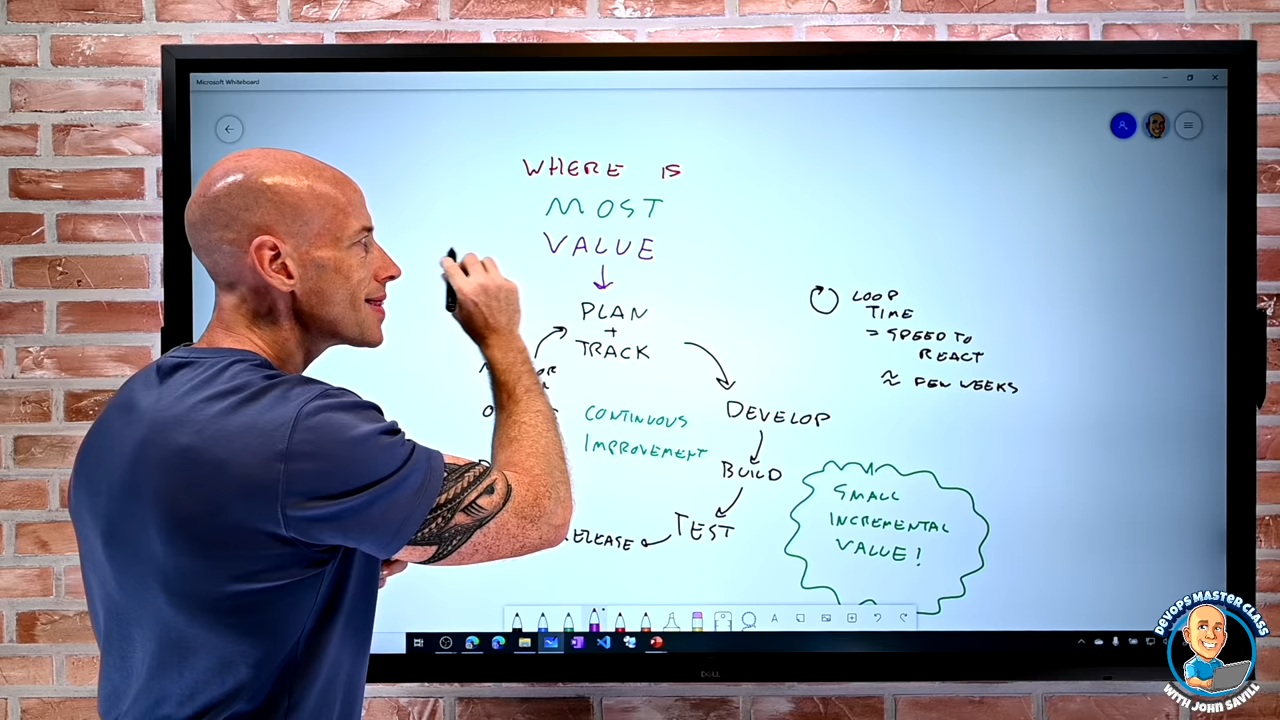 Microsoft Whiteboard
WHERE IS
MOST
VALUE
PLAN
+
TRACK
LOOP
TIME
= SPEED TO
REACT
≈ FEW WEEKS
DEVELOP
CONTINUOUS
IMPROVEMENT
BUILD
SMALL
INCREMENTAL
VALUE!
TEST
DELL
DEVOPS MASTER CLASS
WITH JOHN SAVILL